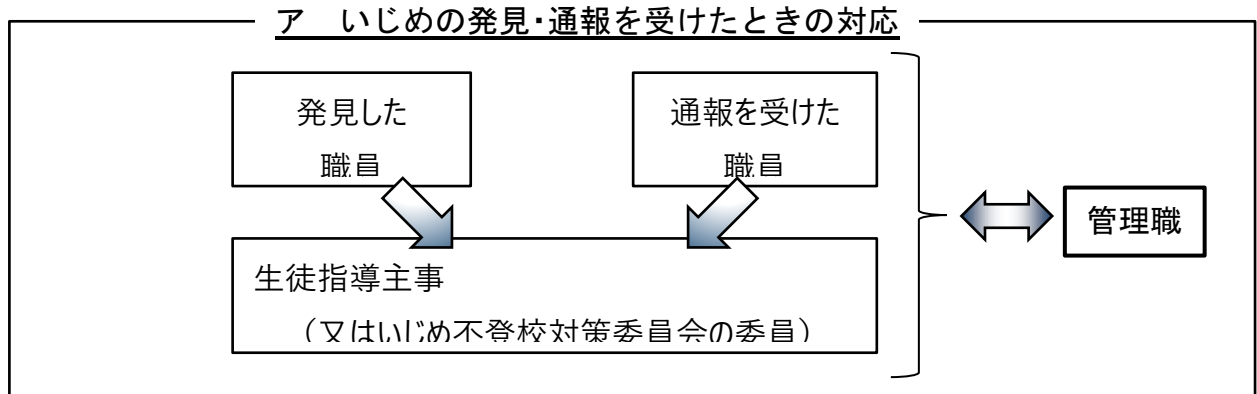 ア　いじめの発見・通報を受けたときの対応
発見した
職員
通報を受けた
職員
管理職
生徒指導主事
（又はいじめ不登校対策委員会の委員）